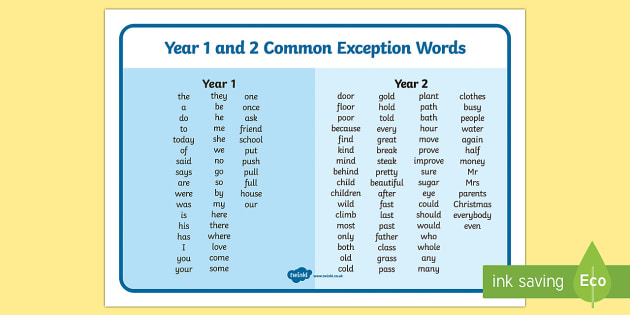 Year 1 and 2 Common Exception Words
Year 1
the they one
a be once
do he ask
to me friend
today she school
of we put
said no push
says go pull
are so full
were by house
was my our
is here
his there
has where
I love
you come
your some
Year 2
door gold plant clothes
floor hold path busy
poor told bath people
because every hour water
find great move again
kind break prove half
mind steak improve money
behind pretty sure Mr
child beautiful sugar Mrs
children after eye parents
wild fast could Christmas
climb last should everybody
most past would even
only father who
both class whole
old grass any
cold pass many
twinkl www.twinkl.co.uk
ink saving Eco